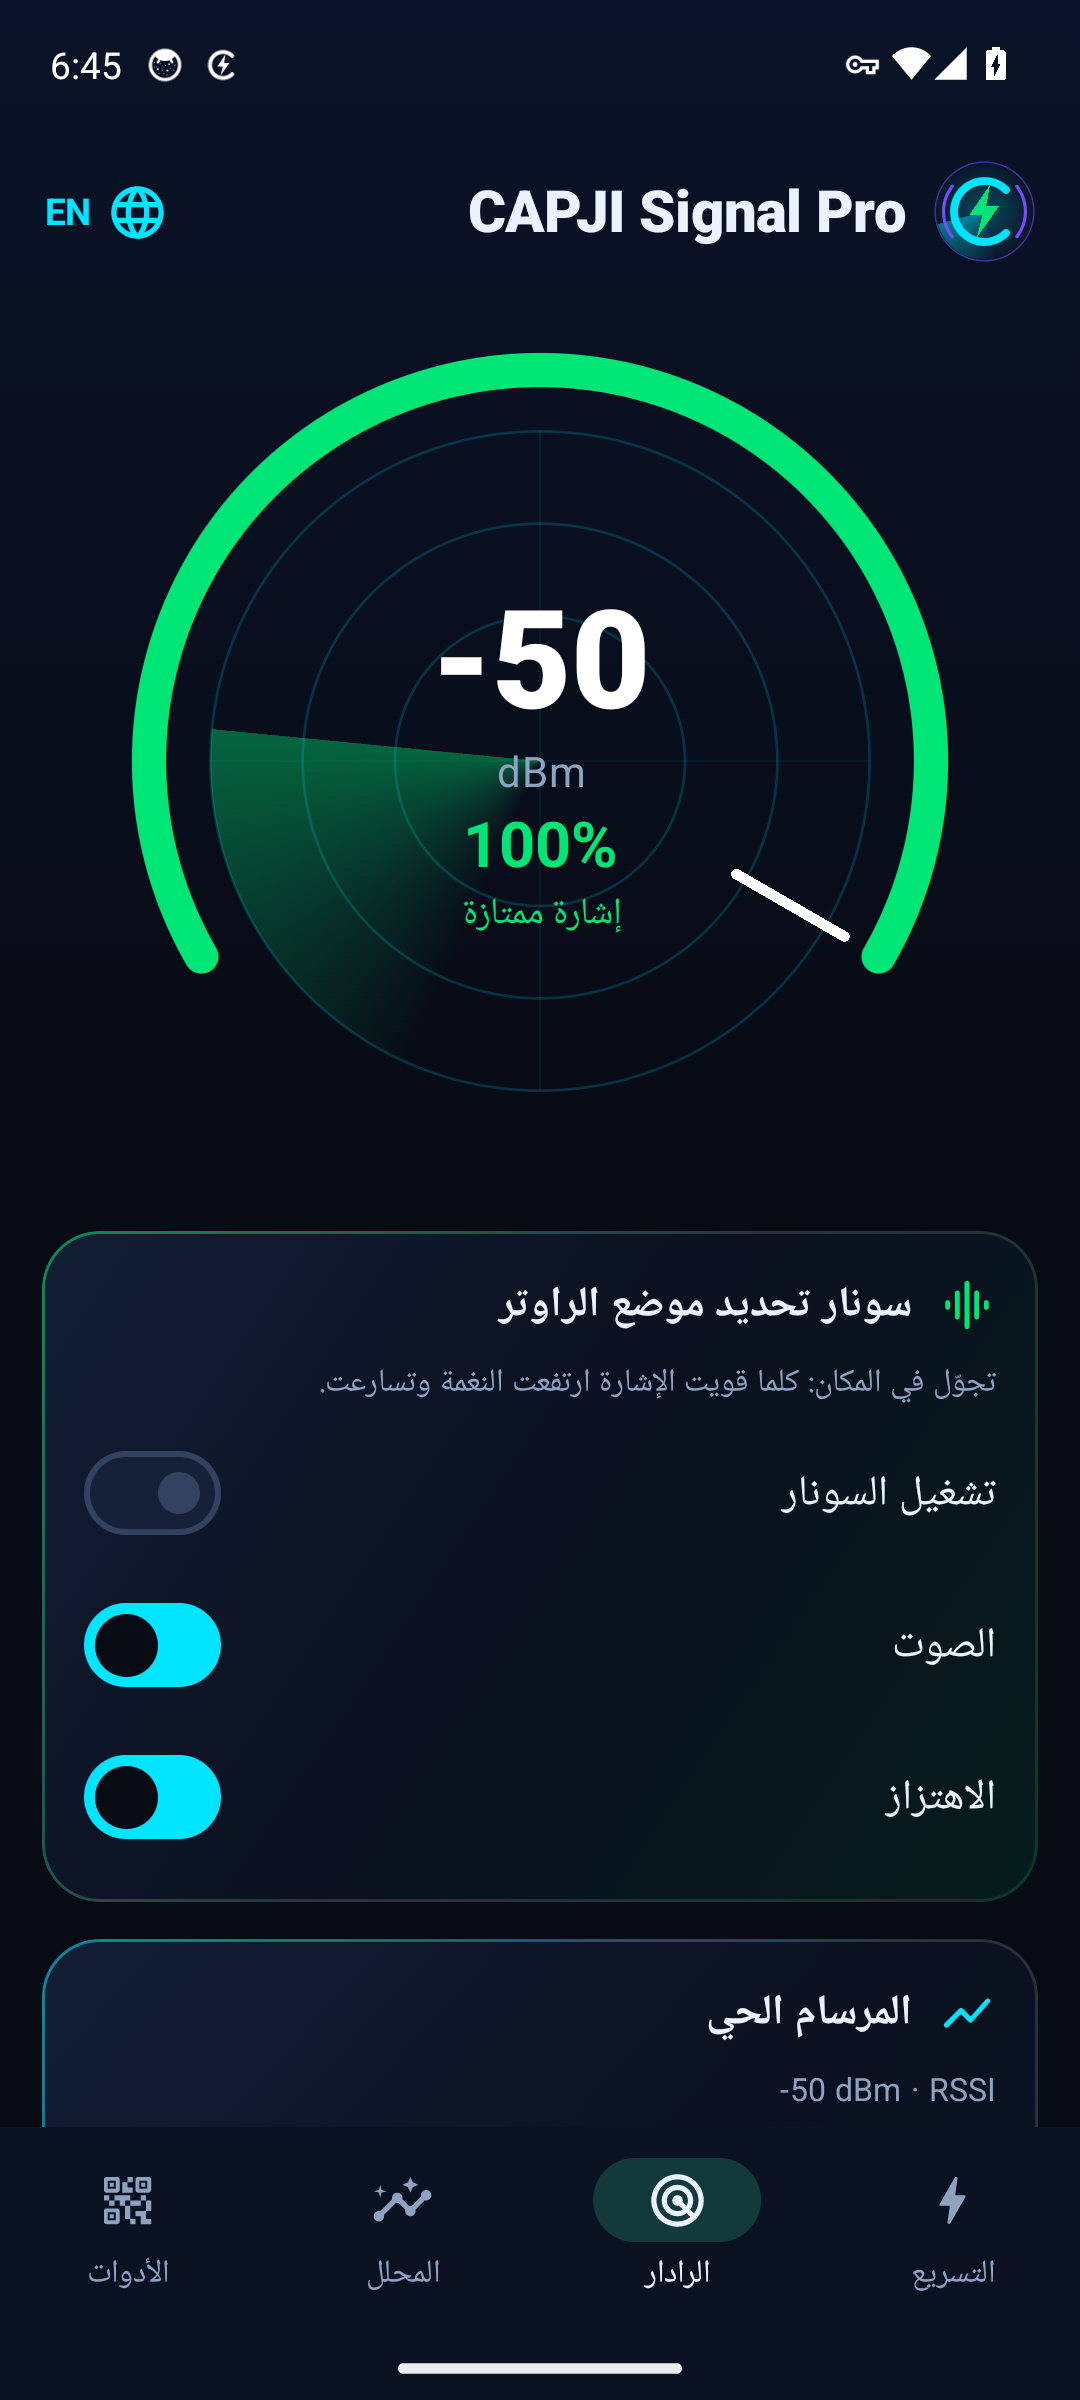 6:45
CAPJI Signal Pro
EN
-50
dBm
100%
إشارة ممتازة
سونار تحديد موضع الراوتر
تجوّل في المكان: كلما قويت الإشارة ارتفعت النغمة وتسارعت.
تشغيل السونار
الصوت
الاهتزاز
المرسام الحي
-50 dBm · RSSI
التسريع
الرادار
المحلل
الأدوات